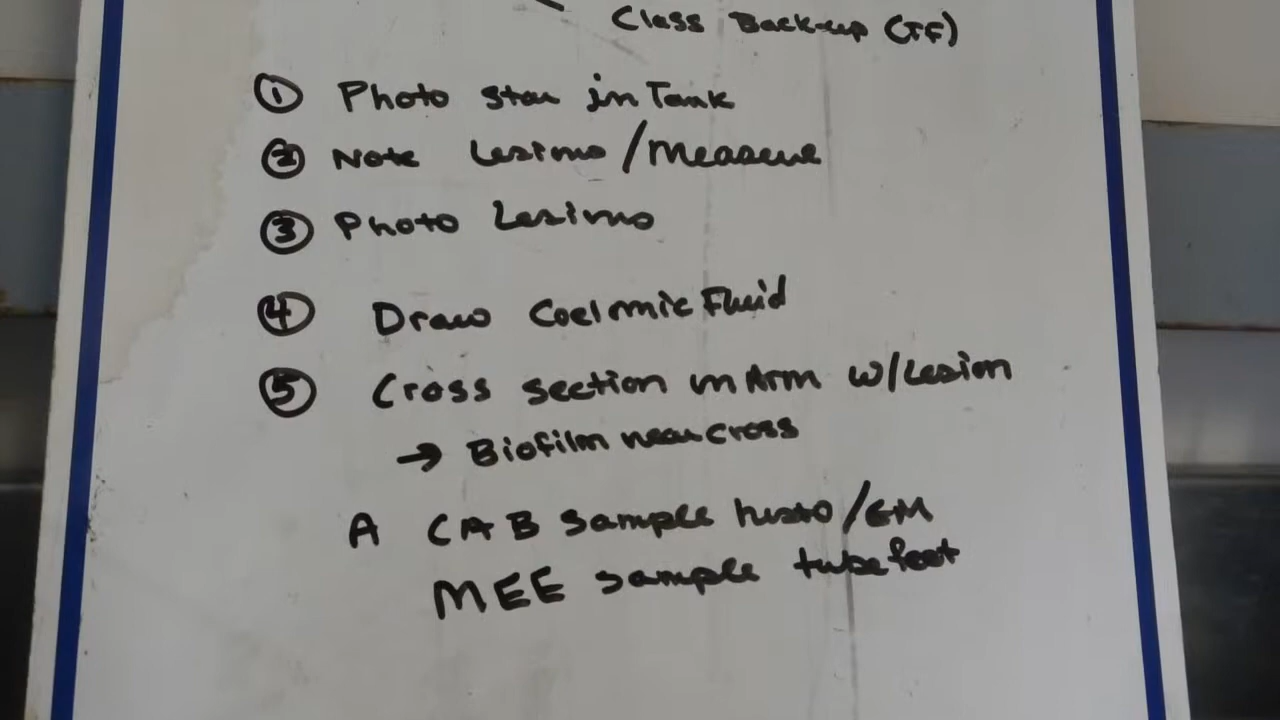 Class Back-up (TF)
① Photo star in Tank
② Note Lesions/Measure
③ Photo Lesions
④ Draw Coelomic Fluid
⑤ Cross section in Arm w/Lesion
→ Biofilm near cross
A CAB sample histo/EM
MEE sample tube feet